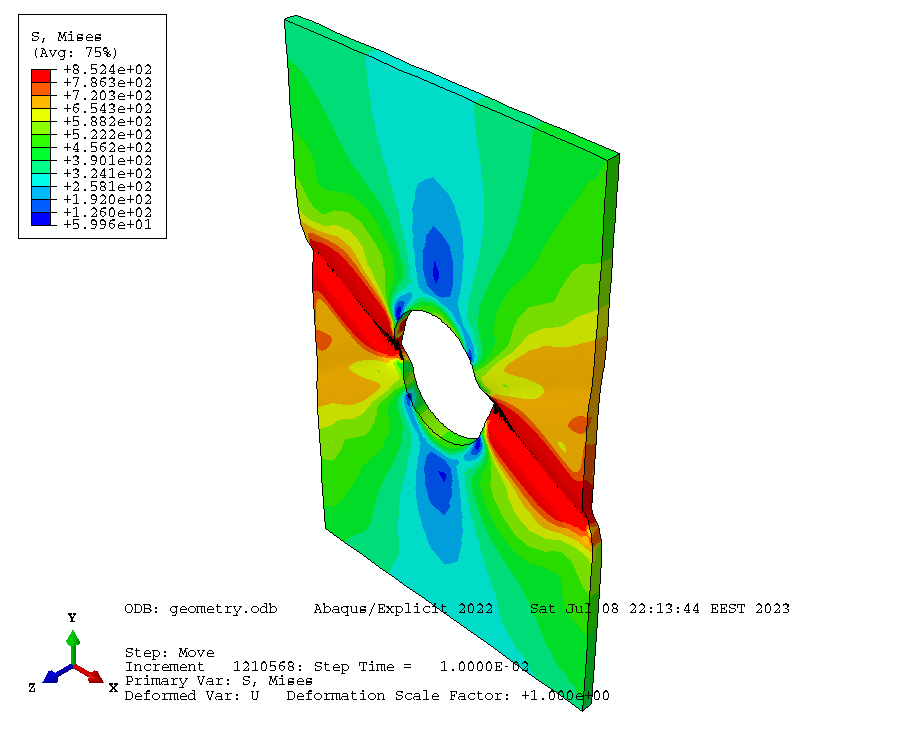 S, Mises
(Avg: 75%)
+8.524e+02
+7.863e+02
+7.203e+02
+6.543e+02
+5.882e+02
+5.222e+02
+4.562e+02
+3.901e+02
+3.241e+02
+2.581e+02
+1.920e+02
+1.260e+02
+5.996e+01
ODB: geometry.odb    Abaqus/Explicit 2022    Sat Jul 08 22:13:44 EEST 2023
Y
Z
X
Step: Move
Increment   1210568: Step Time =   1.0000E-02
Primary Var: S, Mises
Deformed Var: U   Deformation Scale Factor: +1.000e+00